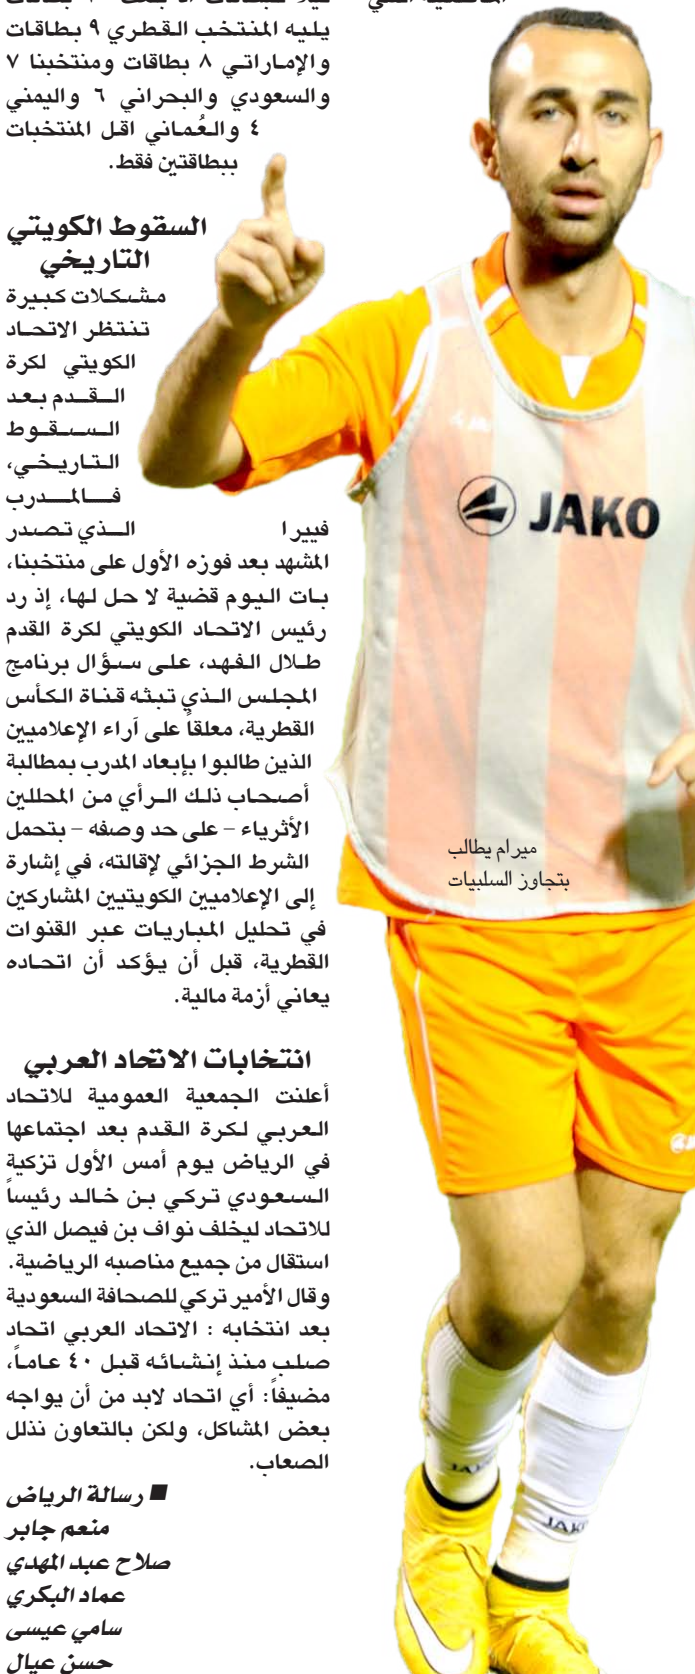 يليه المنتخب القطري ٩ بطاقات
والإماراتي ٨ بطاقات ومنتخبنا ٧
والسعودي والبحراني ٦ واليمني
٤ والعُماني اقل المنتخبات
ببطاقتين فقط.
السقوط الكويتي
التاريخي
مشكلات كبيرة
تنتظر الاتحاد
الكويتي لكرة
القدم بعد
السقوط
التاريخي،
فالمدرب
فييرا الذي تصدر
المشهد بعد فوزه الأول على منتخبنا،
بات اليوم قضية لا حل لها، إذ رد
رئيس الاتحاد الكويتي لكرة القدم
طلال الفهد، على سؤال برنامج
المجلس الذي تبثه قناة الكأس
القطرية، معلقاً على آراء الإعلاميين
الذين طالبوا بإبعاد المدرب بمطالبة
أصحاب ذلك الرأي من المحللين
الأثرياء – على حد وصفه – بتحمل
الشرط الجزائي لإقالته، في إشارة
إلى الإعلاميين الكويتيين المشاركين
في تحليل المباريات عبر القنوات
القطرية، قبل أن يؤكد أن اتحاده
يعاني أزمة مالية.
انتخابات الاتحاد العربي
أعلنت الجمعية العمومية للاتحاد
العربي لكرة القدم بعد اجتماعها
في الرياض يوم أمس الأول تزكية
السعودي تركي بن خالد رئيساً
للاتحاد ليخلف نواف بن فيصل الذي
استقال من جميع مناصبه الرياضية.
وقال الأمير تركي للصحافة السعودية
بعد انتخابه : الاتحاد العربي اتحاد
صلب منذ إنشائه قبل ٤٠ عاماً،
مضيفاً: أي اتحاد لابد من أن يواجه
بعض المشاكل، ولكن بالتعاون نذلل
الصعاب.
■ رسالة الرياض
منعم جابر
صلاح عبد المهدي
عماد البكري
سامي عيسى
حسن عيال
JAKO
ميرام يطالب
بتجاوز السلبيات
JAKO